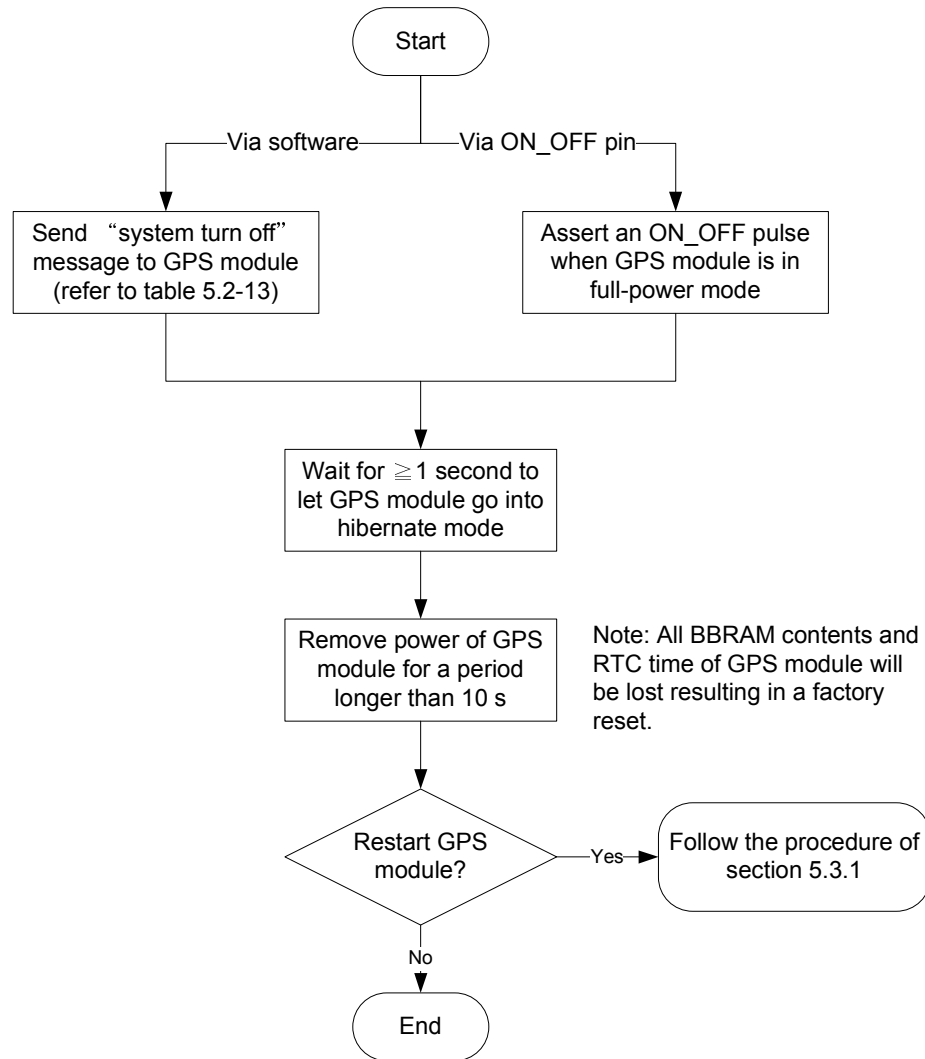 Start
Via software
Via ON_OFF pin
Send “system turn off”
message to GPS module
(refer to table 5.2-13)
Assert an ON_OFF pulse
when GPS module is in
full-power mode
Wait for ≧1 second to
let GPS module go into
hibernate mode
Remove power of GPS
module for a period
longer than 10 s
Note: All BBRAM contents and
RTC time of GPS module will
be lost resulting in a factory
reset.
Restart GPS
module?
Yes
Follow the procedure of
section 5.3.1
No
End